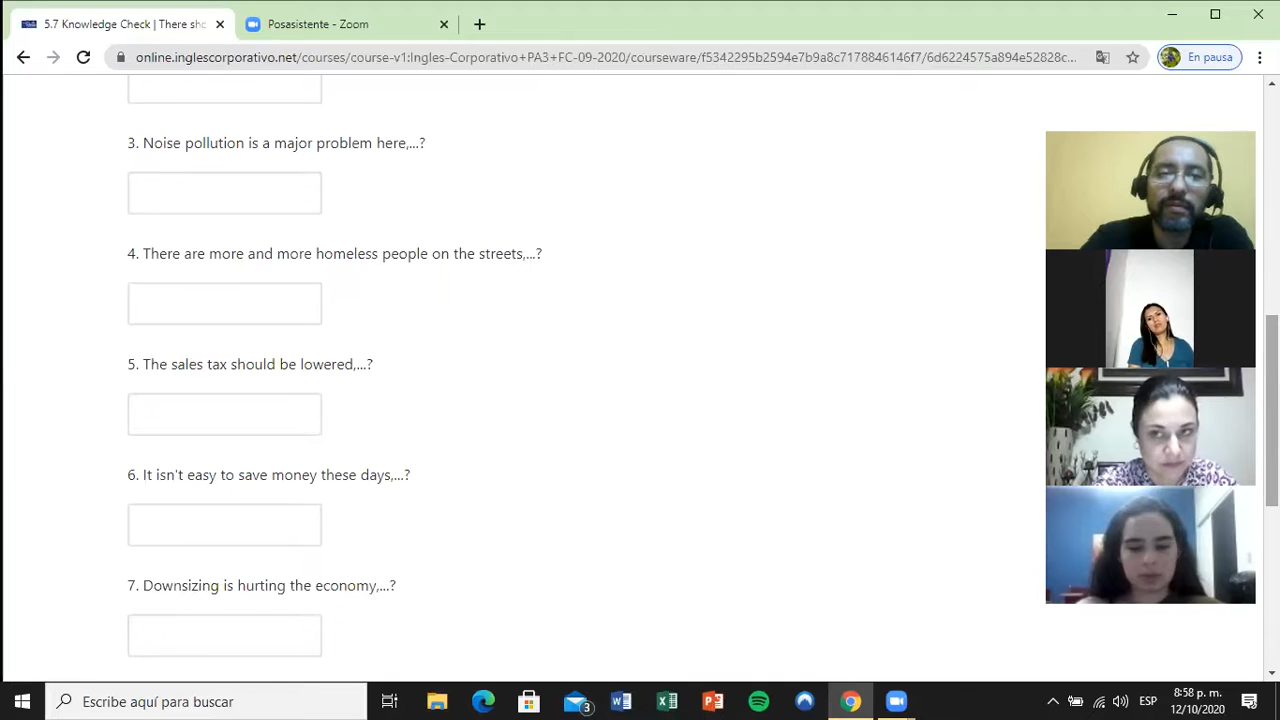 5.7 Knowledge Check | There sho
Posasistente - Zoom
online.inglescorporativo.net/courses/course-v1:Ingles-Corporativo+PA3+FC-09-2020/courseware/f5342295b2594e7b9a8c7178846146f7/6d6224575a894e52828c...
En pausa
3. Noise pollution is a major problem here,...?
4. There are more and more homeless people on the streets,...?
5. The sales tax should be lowered,...?
6. It isn't easy to save money these days,...?
7. Downsizing is hurting the economy,...?
Escribe aquí para buscar
3
ESP
8:58 p. m.
12/10/2020